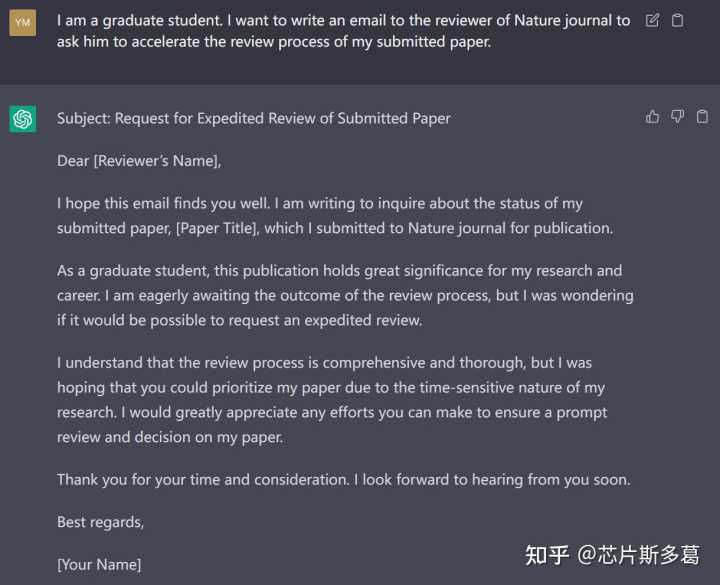 YM
I am a graduate student. I want to write an email to the reviewer of Nature journal to
ask him to accelerate the review process of my submitted paper.
Subject: Request for Expedited Review of Submitted Paper
Dear [Reviewer's Name],
I hope this email finds you well. I am writing to inquire about the status of my
submitted paper, [Paper Title], which I submitted to Nature journal for publication.
As a graduate student, this publication holds great significance for my research and
career. I am eagerly awaiting the outcome of the review process, but I was wondering
if it would be possible to request an expedited review.
I understand that the review process is comprehensive and thorough, but I was
hoping that you could prioritize my paper due to the time-sensitive nature of my
research. I would greatly appreciate any efforts you can make to ensure a prompt
review and decision on my paper.
Thank you for your time and consideration. I look forward to hearing from you soon.
Best regards,
[Your Name]
知乎 @芯片斯多葛